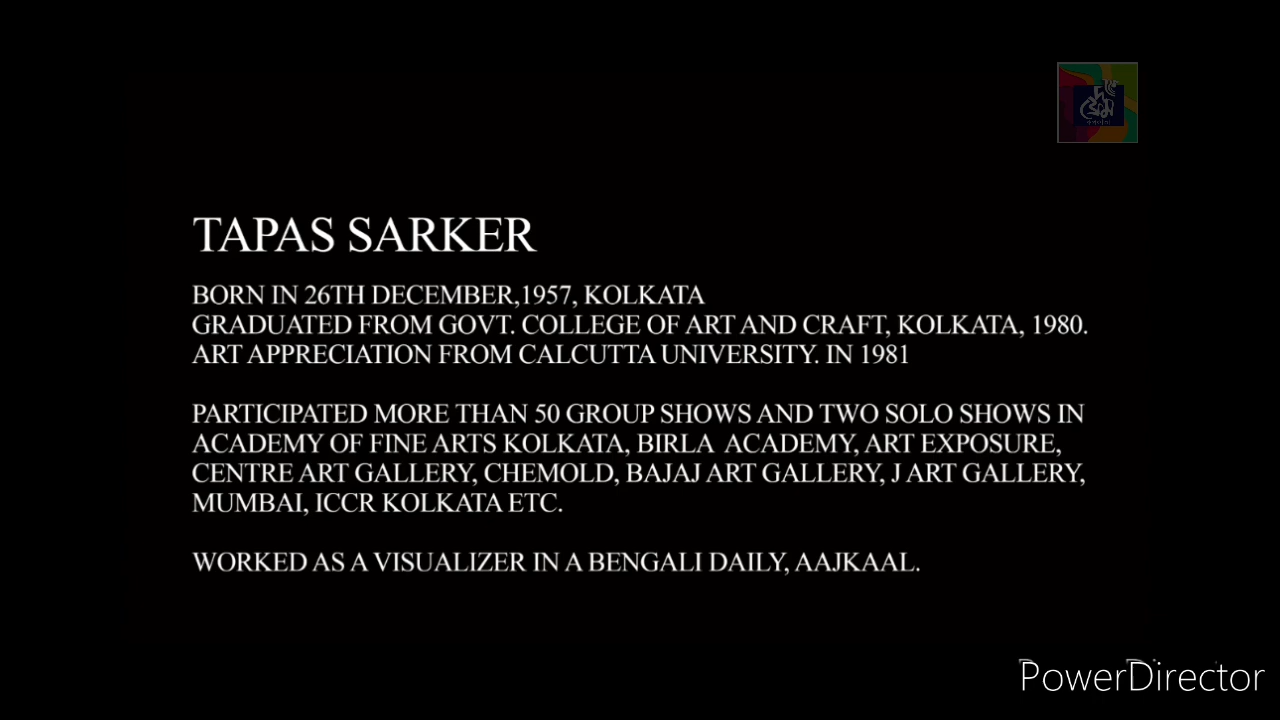 TAPAS SARKER
BORN IN 26TH DECEMBER,1957, KOLKATA
GRADUATED FROM GOVT. COLLEGE OF ART AND CRAFT, KOLKATA, 1980.
ART APPRECIATION FROM CALCUTTA UNIVERSITY. IN 1981
PARTICIPATED MORE THAN 50 GROUP SHOWS AND TWO SOLO SHOWS IN
ACADEMY OF FINE ARTS KOLKATA, BIRLA ACADEMY, ART EXPOSURE,
CENTRE ART GALLERY, CHEMOLD, BAJAJ ART GALLERY, J ART GALLERY,
MUMBAI, ICCR KOLKATA ETC.
WORKED AS A VISUALIZER IN A BENGALI DAILY, AAJKAAL.
PowerDirector